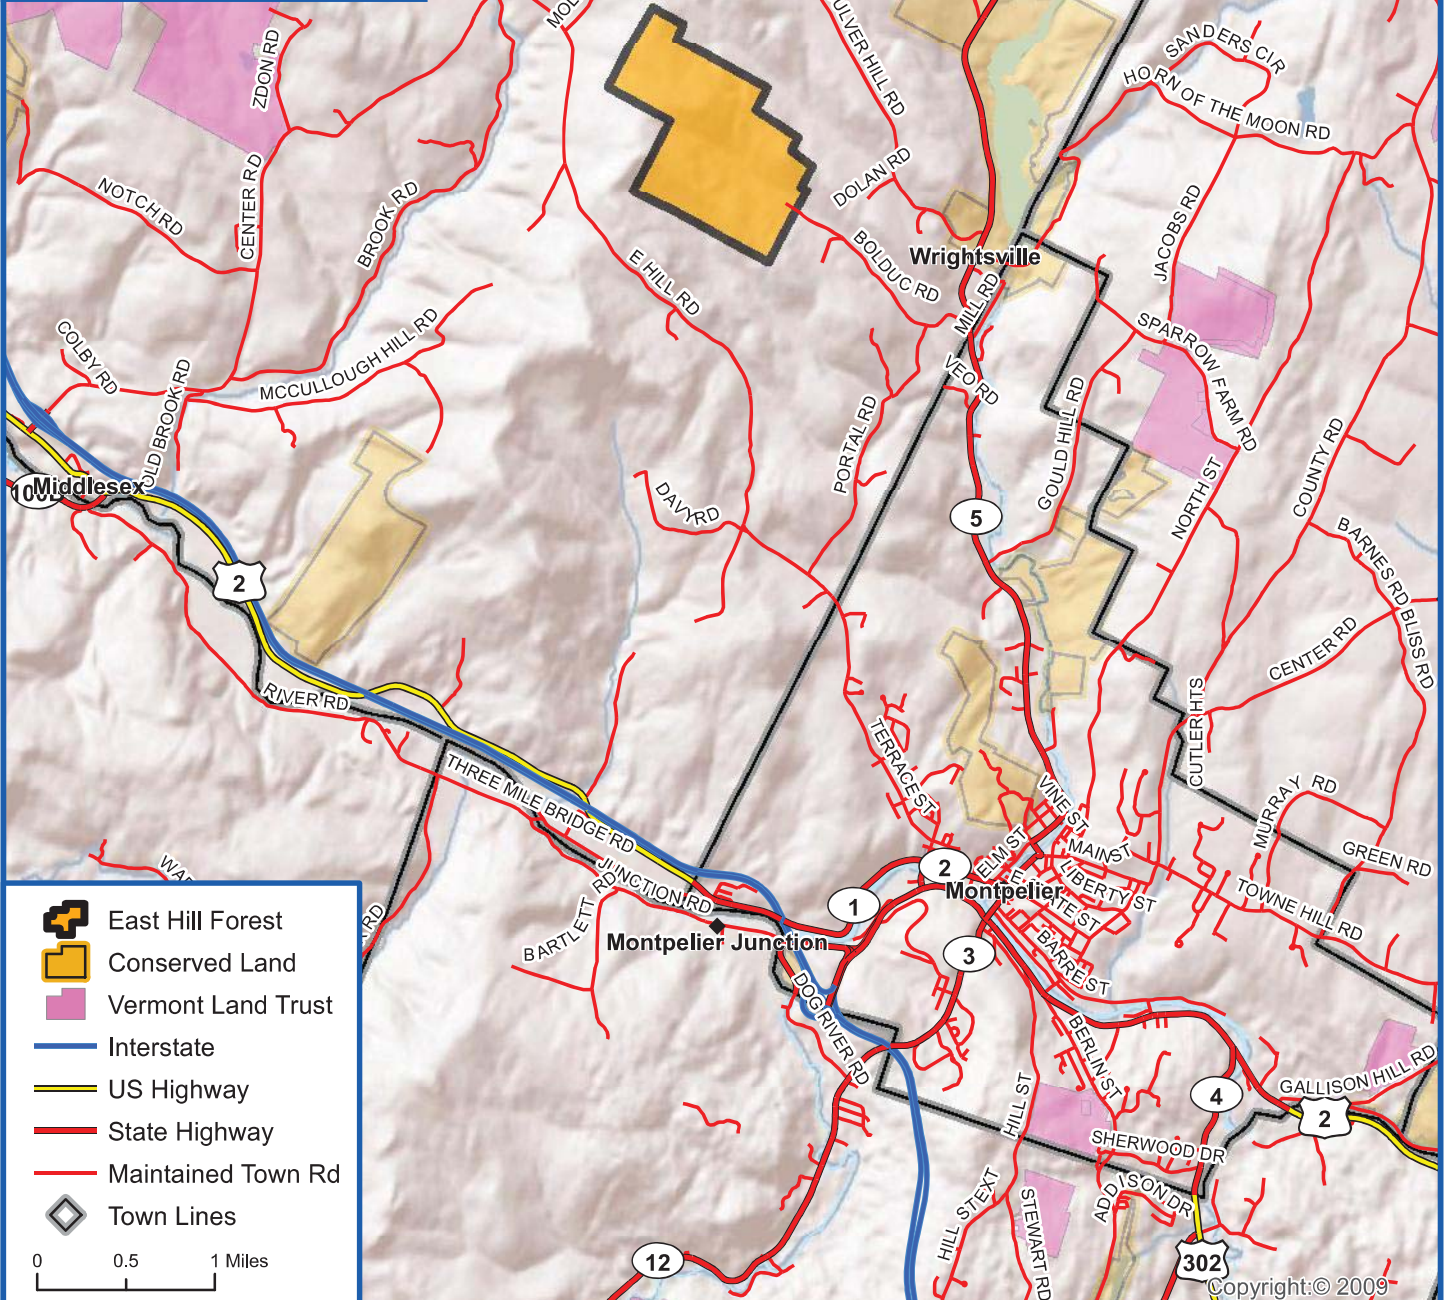 ZDON RD
CENTER RD
NOTCH RD
BROOK RD
COLBY RD
OLD BROOK RD
MCCULLOUGH HILL RD
E HILL RD
DOLAN RD
BOLDUC RD
SANDERS CIR
HORN OF THE MOON RD
JACOBS RD
Wrightsville
MILL RD
VEO RD
SPARROW FARM RD
GOULD HILL RD
PORTAL RD
NORTH ST
COUNTY RD
BARNES RD
BLISS RD
CENTER RD
DAVY RD
5
Middlesex
2
RIVER RD
THREE MILE BRIDGE RD
JUNCTION RD
BARTLETT RD
Montpelier Junction
DOG RIVER RD
TERRACE ST
CUTLER HTS
VINE ST
ELM ST
MAIN ST
LIBERTY ST
Montpelier
BARRE ST
MURRAY RD
GREEN RD
TOWNE HILL RD
1
2
3
BERLIN ST
HILL ST
SHERWOOD DR
ADDISON DR
HILL ST EXT
STEWART RD
GALLISON HILL RD
4
2
12
302
East Hill Forest
Conserved Land
Vermont Land Trust
Interstate
US Highway
State Highway
Maintained Town Rd
Town Lines
0 0.5 1 Miles
Copyright:© 2009